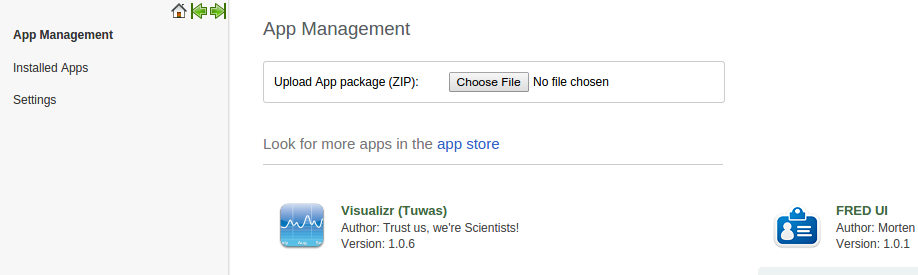 App Management
Installed Apps
Settings
App Management
Upload App package (ZIP): Choose File No file chosen
Look for more apps in the app store
Visualizr (Tuwas)
Author: Trust us, we're Scientists!
Version: 1.0.6
FRED UI
Author: Morten
Version: 1.0.1